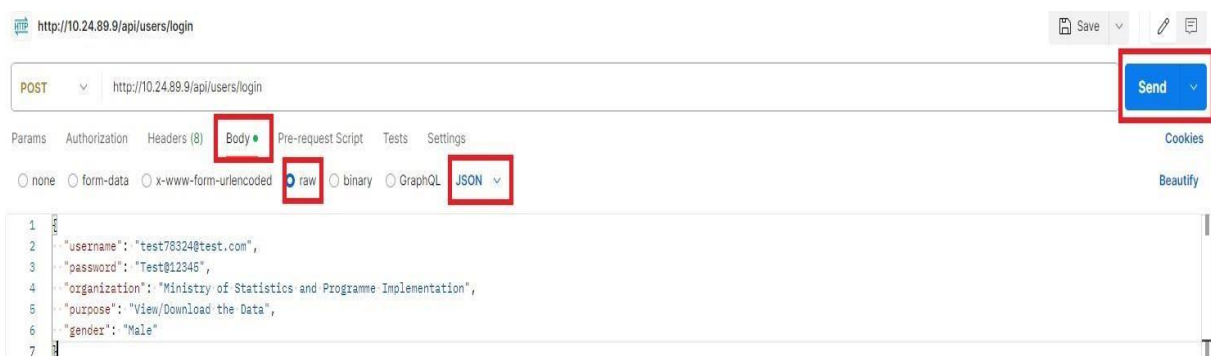 HTTP http://10.24.89.9/api/users/login Save
POST http://10.24.89.9/api/users/login Send
Params Authorization Headers (8) Body Pre-request Script Tests Settings Cookies
none form-data x-www-form-urlencoded raw binary GraphQL JSON Beautify
1 {
2 "username": "test78324@test.com",
3 "password": "Test@12345",
4 "organization": "Ministry of Statistics and Programme Implementation",
5 "purpose": "View/Download the Data",
6 "gender": "Male"
7 }